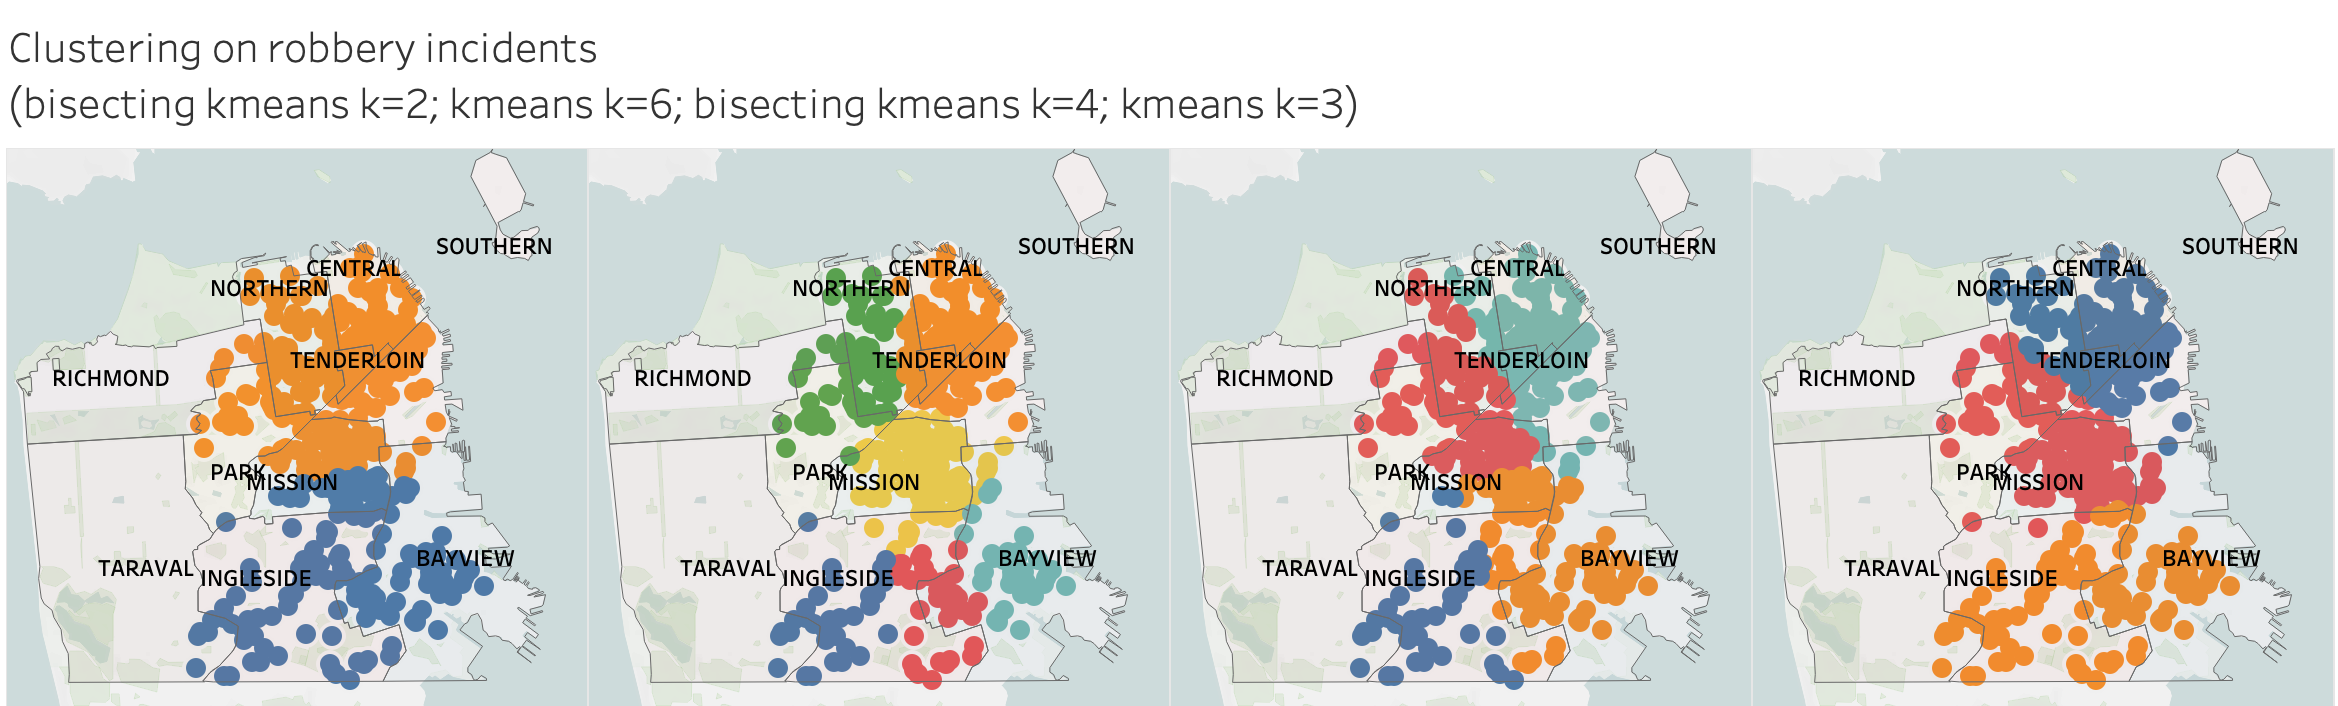 Clustering on robbery incidents
(bisecting kmeans k=2; kmeans k=6; bisecting kmeans k=4; kmeans k=3)
SOUTHERN
CENTRAL
NORTHERN
TENDERLOIN
RICHMOND
PARK
MISSION
BAYVIEW
TARAVAL
INGLESIDE
SOUTHERN
CENTRAL
NORTHERN
TENDERLOIN
RICHMOND
PARK
MISSION
BAYVIEW
TARAVAL
INGLESIDE
SOUTHERN
CENTRAL
NORTHERN
TENDERLOIN
RICHMOND
PARK
MISSION
BAYVIEW
TARAVAL
INGLESIDE
SOUTHERN
CENTRAL
NORTHERN
TENDERLOIN
RICHMOND
PARK
MISSION
BAYVIEW
TARAVAL
INGLESIDE